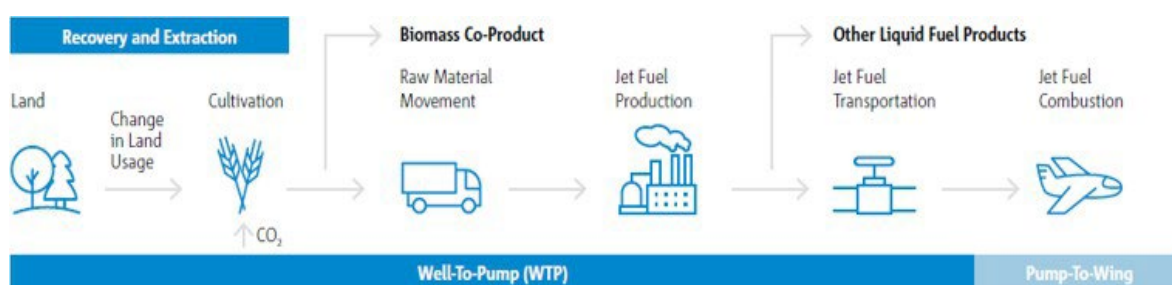 Recovery and Extraction
Biomass Co-Product
Other Liquid Fuel Products
Land
Change
in Land
Usage
Cultivation
CO₂
Raw Material
Movement
Jet Fuel
Production
Jet Fuel
Transportation
Jet Fuel
Combustion
Well-To-Pump (WTP)
Pump-To-Wing